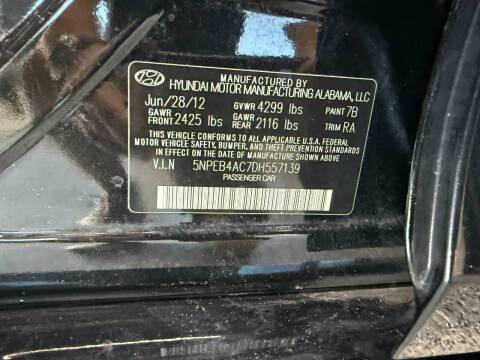 MANUFACTURED BY
HYUNDAI MOTOR MANUFACTURING ALABAMA, LLC
Jun/28/12 GVWR 4299 lbs PAINT 7B
GAWR FRONT 2425 lbs GAWR REAR 2116 lbs TRIM RA
THIS VEHICLE CONFORMS TO ALL APPLICABLE U.S.A FEDERAL
MOTOR VEHICLE SAFETY, BUMPER, AND THEFT PREVENTION
STANDARDS IN EFFECT ON THE DATE OF MANUFACTURE SHOWN ABOVE.
V.I.N 5NPEB4AC7DH557139
PASSENGER CAR